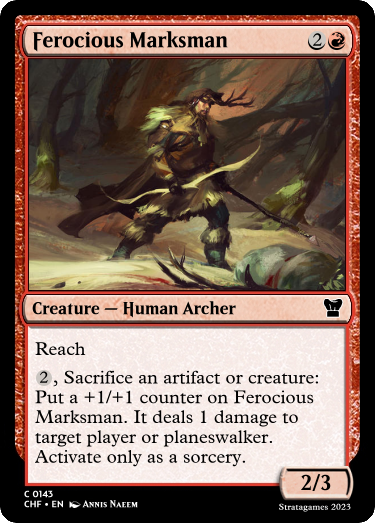 Ferocious Marksman 2
Creature — Human Archer
Reach
2, Sacrifice an artifact or creature:
Put a +1/+1 counter on Ferocious
Marksman. It deals 1 damage to
target player or planeswalker.
Activate only as a sorcery.
2/3
C 0143
CHF • EN Annis Naeem
Stratagames 2023